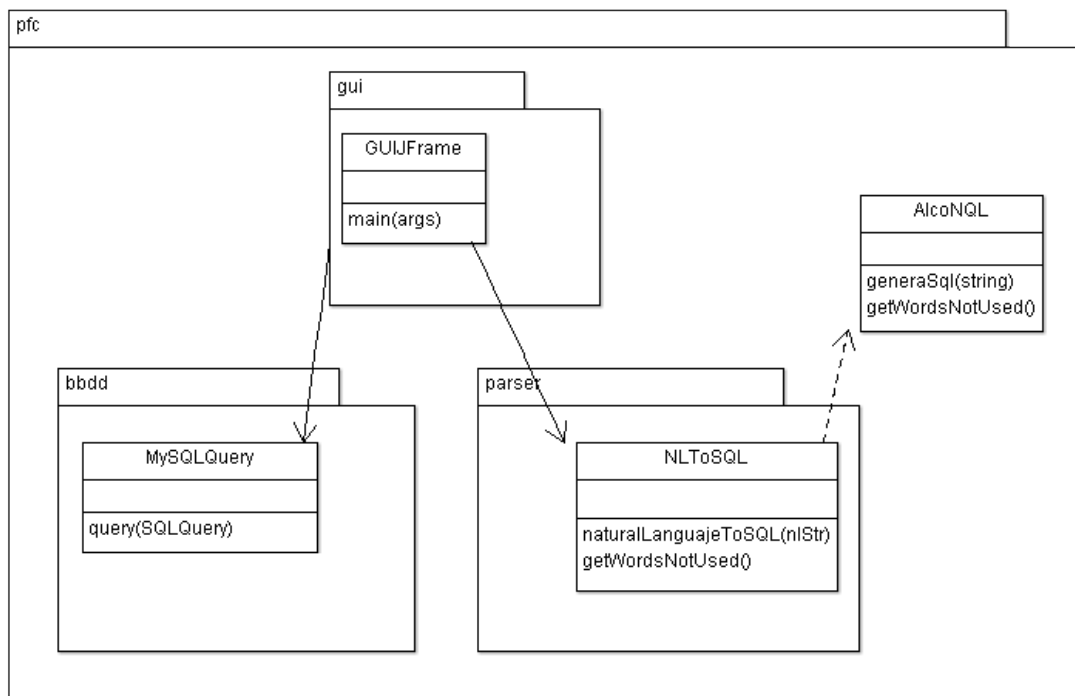 pfc
gui
GUIJFrame
main(args)
AlcoNQL
generaSql(string)
getWordsNotUsed()
bbdd
MySQLQuery
query(SQLQuery)
parser
NLToSQL
naturalLanguajeToSQL(nlStr)
getWordsNotUsed()